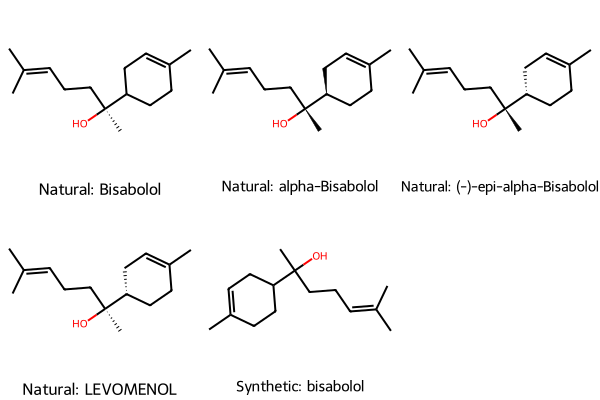 HO
Natural: Bisabolol
HO
Natural: alpha-Bisabolol
HO
Natural: (-)-epi-alpha-Bisabolol
HO
Natural: LEVOMENOL
OH
Synthetic: bisabolol